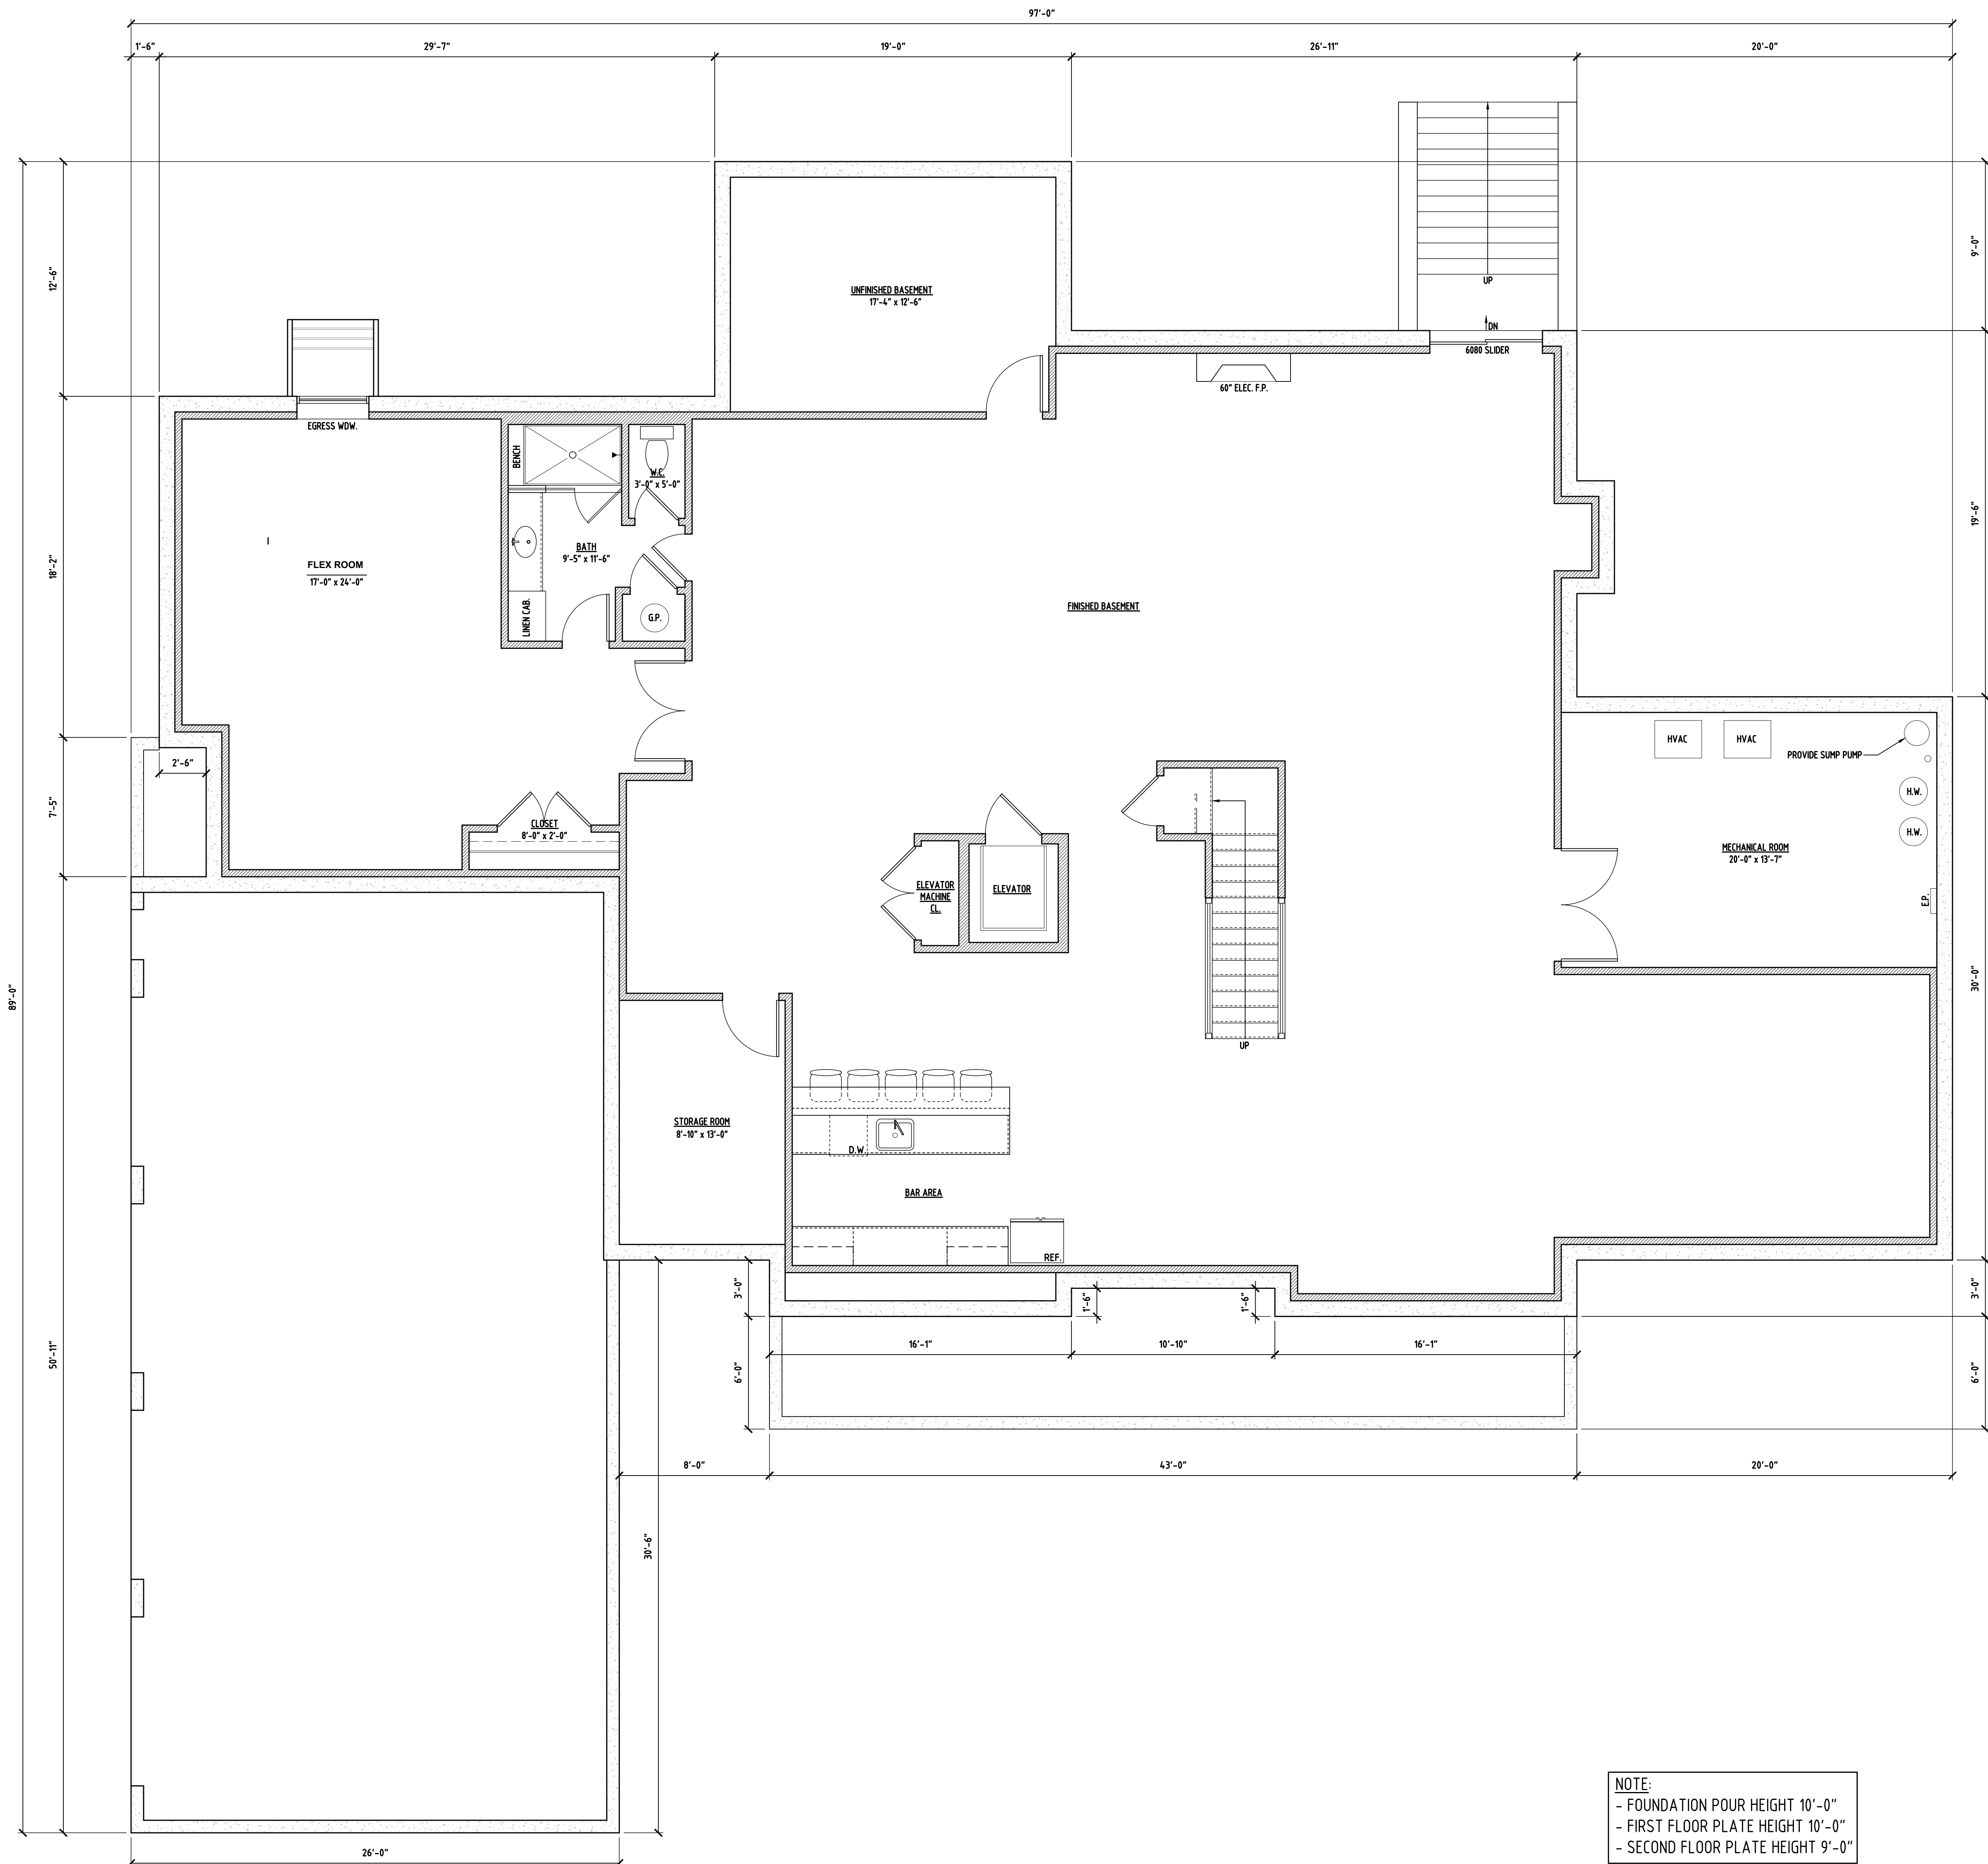 97'-0"
1'-6"
29'-7"
19'-0"
26'-11"
20'-0"
UP
DN
6080 SLIDER
9'-0"
12'-6"
UNFINISHED BASEMENT
17'-4" x 12'-6"
60" ELEC. F.P.
EGRESS WDW.
BENCH
W.C.
3'-0" x 5'-0"
19'-6"
BATH
9'-5" x 11'-6"
18'-2"
FLEX ROOM
17'-0" x 24'-0"
LINEN CAB.
G.P.
FINISHED BASEMENT
HVAC
HVAC
PROVIDE SUMP PUMP
2'-6"
H.W.
H.W.
7'-5"
CLOSET
8'-0" x 2'-0"
MECHANICAL ROOM
20'-0" x 13'-7"
ELEVATOR
MACHINE
CL.
ELEVATOR
E.P.
89'-0"
30'-0"
UP
STORAGE ROOM
8'-10" x 13'-0"
D.W.
BAR AREA
REF.
3'-0"
1'-6"
1'-6"
3'-0"
50'-11"
16'-1"
10'-10"
16'-1"
6'-0"
6'-0"
8'-0"
43'-0"
20'-0"
30'-6"
26'-0"
NOTE:
- FOUNDATION POUR HEIGHT 10'-0"
- FIRST FLOOR PLATE HEIGHT 10'-0"
- SECOND FLOOR PLATE HEIGHT 9'-0"